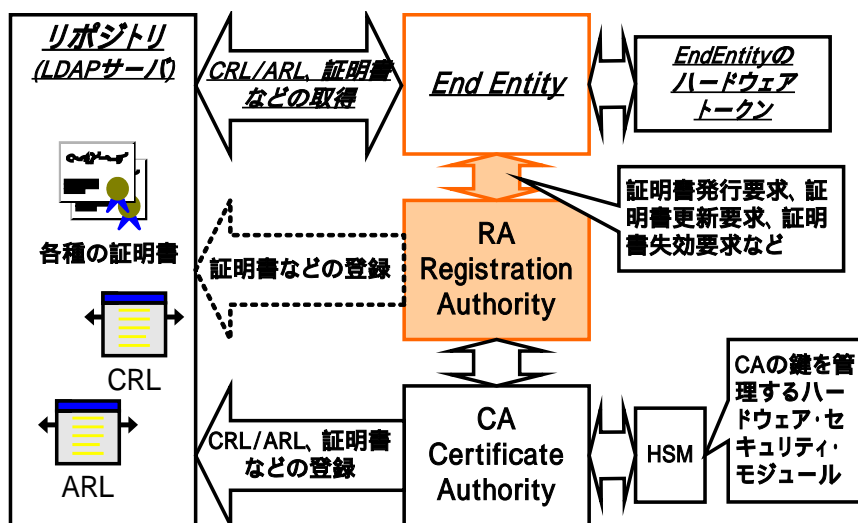 リポジトリ
(LDAPサーバ)
各種の証明書
CRL
ARL
CRL/ARL、証明書
などの取得
End Entity
EndEntityの
ハードウェア
トークン
証明書発行要求、証
明書更新要求、証明
書失効要求など
証明書などの登録
RA
Registration
Authority
CRL/ARL、証明書
などの登録
CA
Certificate
Authority
HSM
CAの鍵を管
理するハー
ドウェア・セ
キュリティ・
モジュール